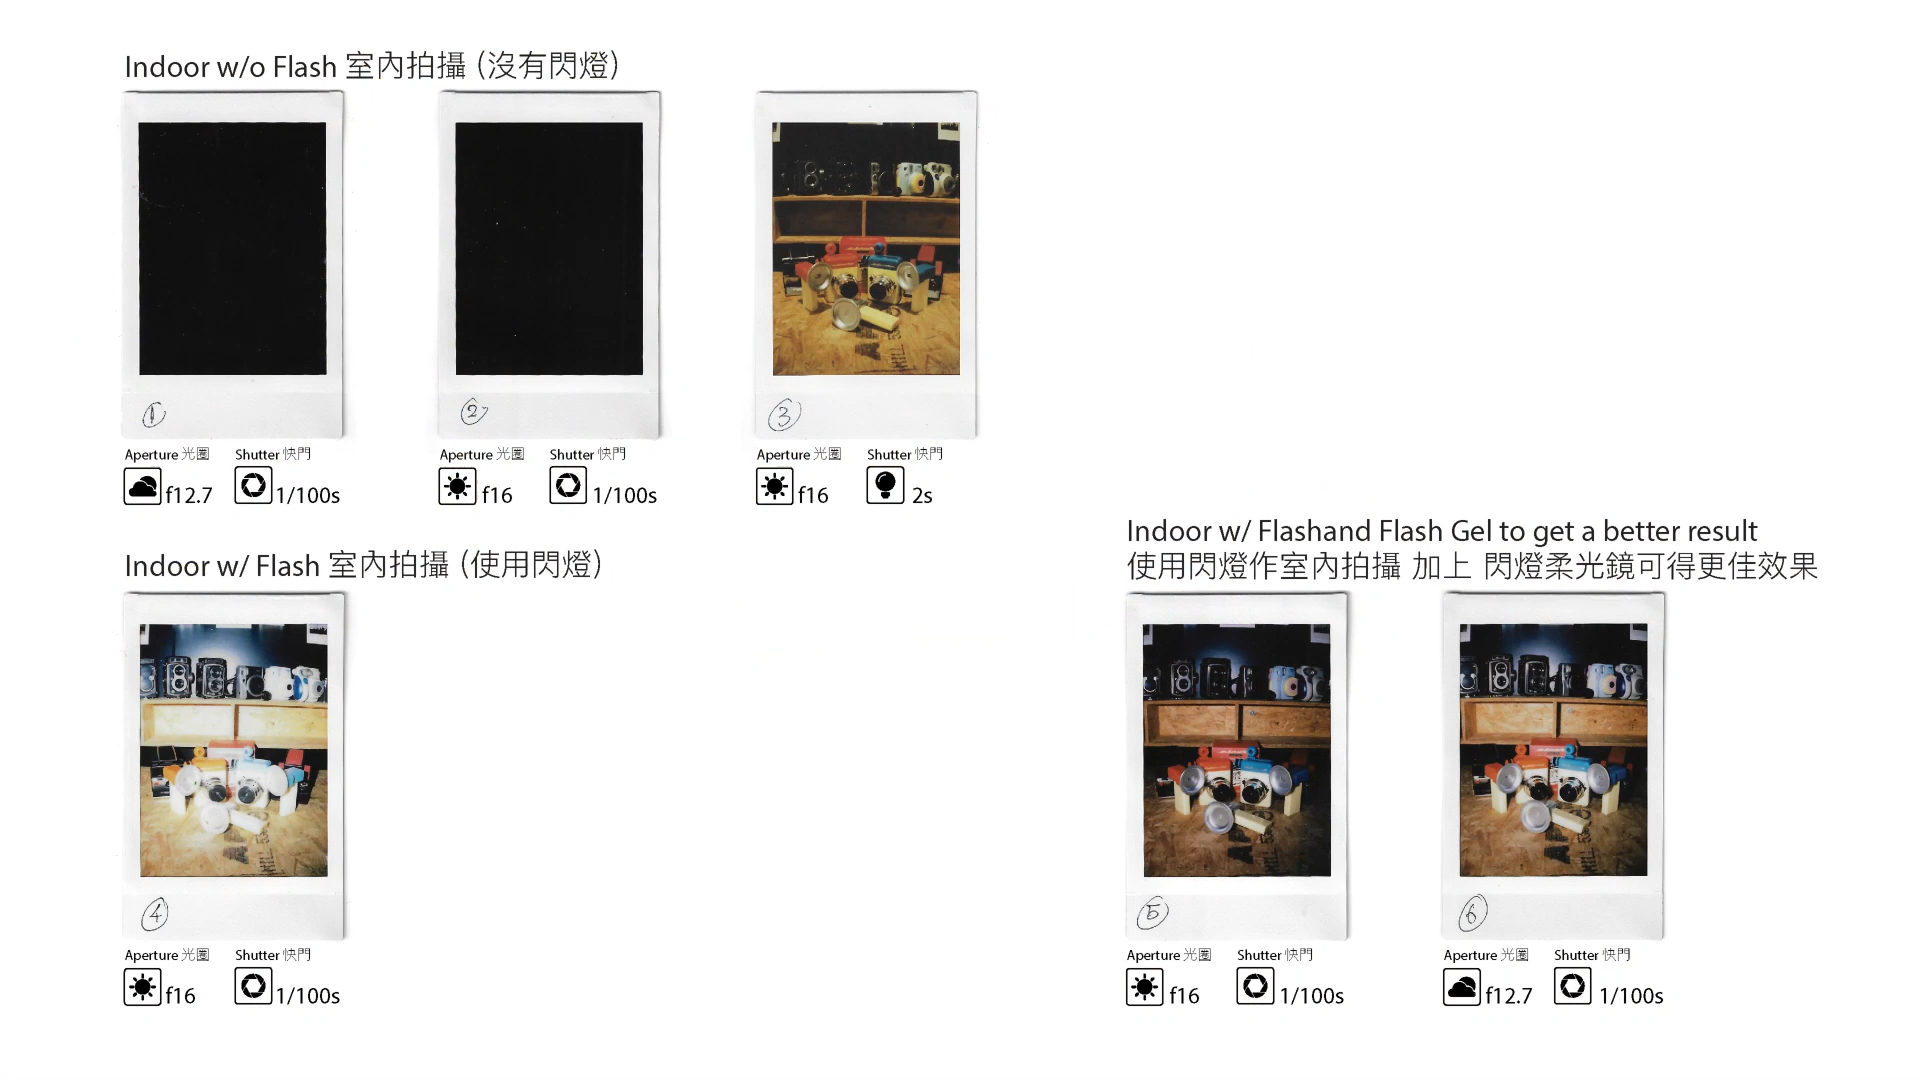 Indoor w/o Flash 室內拍攝 (沒有閃燈)
①
②
③
Aperture 光圈 Shutter 快門
f12.7 1/100s
Aperture 光圈 Shutter 快門
f16 1/100s
Aperture 光圈 Shutter 快門
f16 2s
Indoor w/ Flash 室內拍攝 (使用閃燈)
④
Aperture 光圈 Shutter 快門
f16 1/100s
Indoor w/ Flashand Flash Gel to get a better result
使用閃燈作室內拍攝 加上 閃燈柔光鏡可得更佳效果
⑤
⑥
Aperture 光圈 Shutter 快門
f16 1/100s
Aperture 光圈 Shutter 快門
f12.7 1/100s